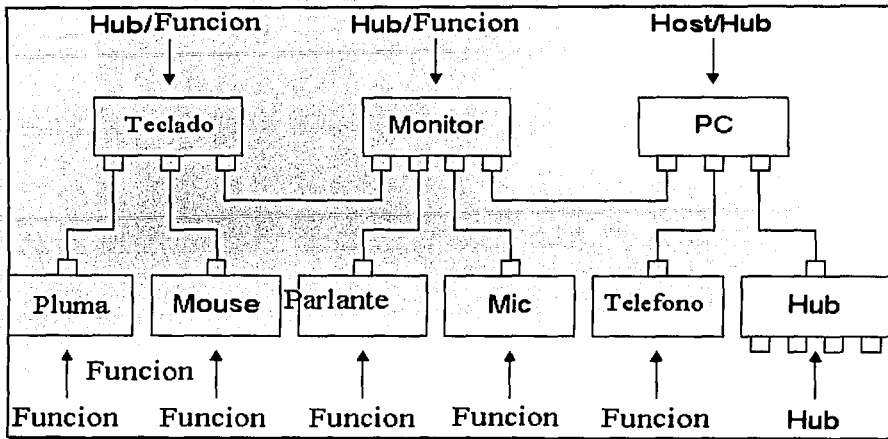 Hub/Funcion Hub/Funcion Host/Hub
Teclado Monitor PC
Pluma Mouse Parlante Mic Telefono Hub
Funcion
Funcion Funcion Funcion Funcion Funcion Hub